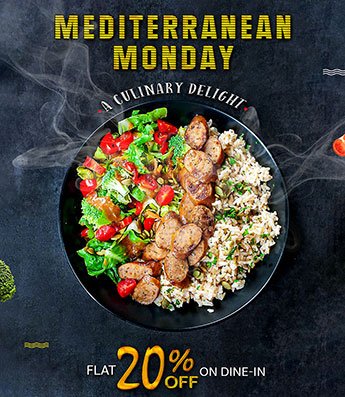 MEDITERRANEAN
MONDAY
A CULINARY DELIGHT
FLAT 20% OFF ON DINE-IN